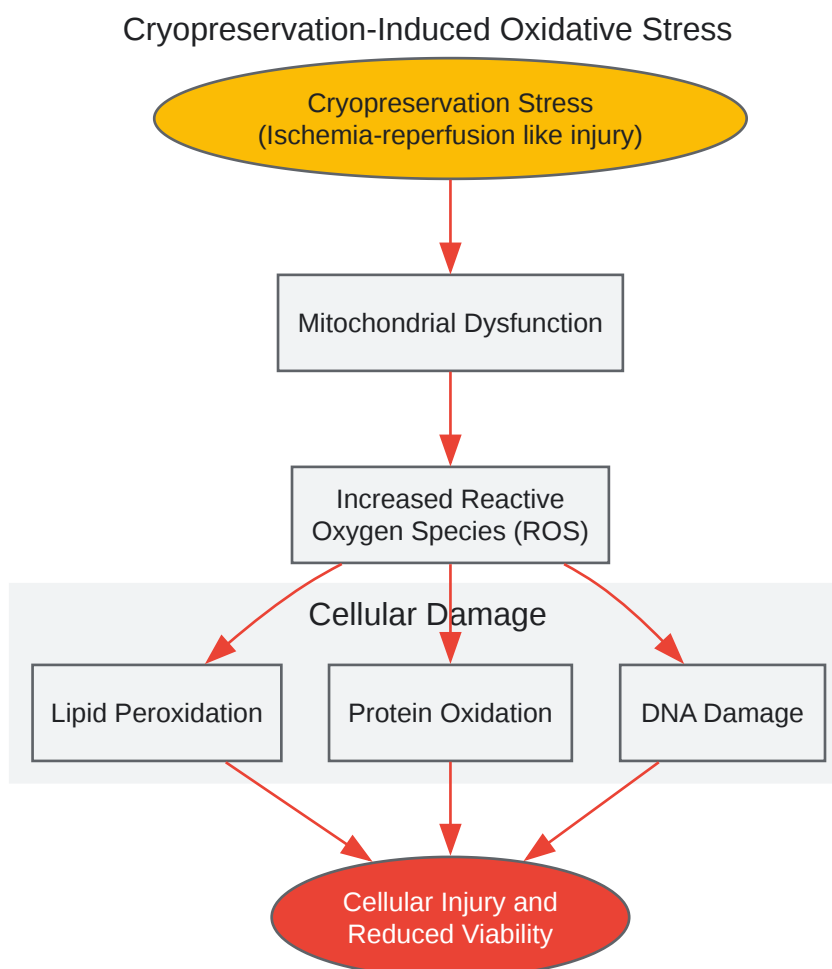 Cryopreservation-Induced Oxidative Stress
Cryopreservation Stress
(Ischemia-reperfusion like injury)
Mitochondrial Dysfunction
Increased Reactive
Oxygen Species (ROS)
Cellular Damage
Lipid Peroxidation
Protein Oxidation
DNA Damage
Cellular Injury and
Reduced Viability